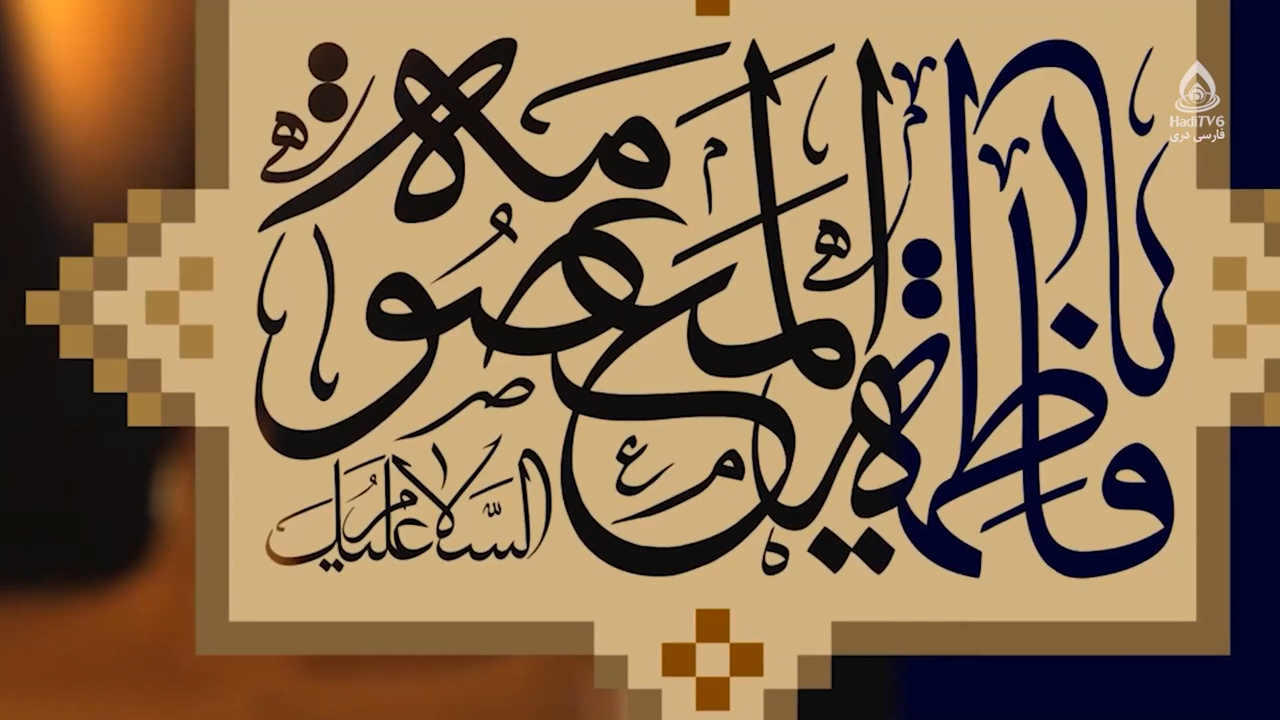 السلام علیک
یا فاطمة المعصومة
HadiTV6
فارسی دری